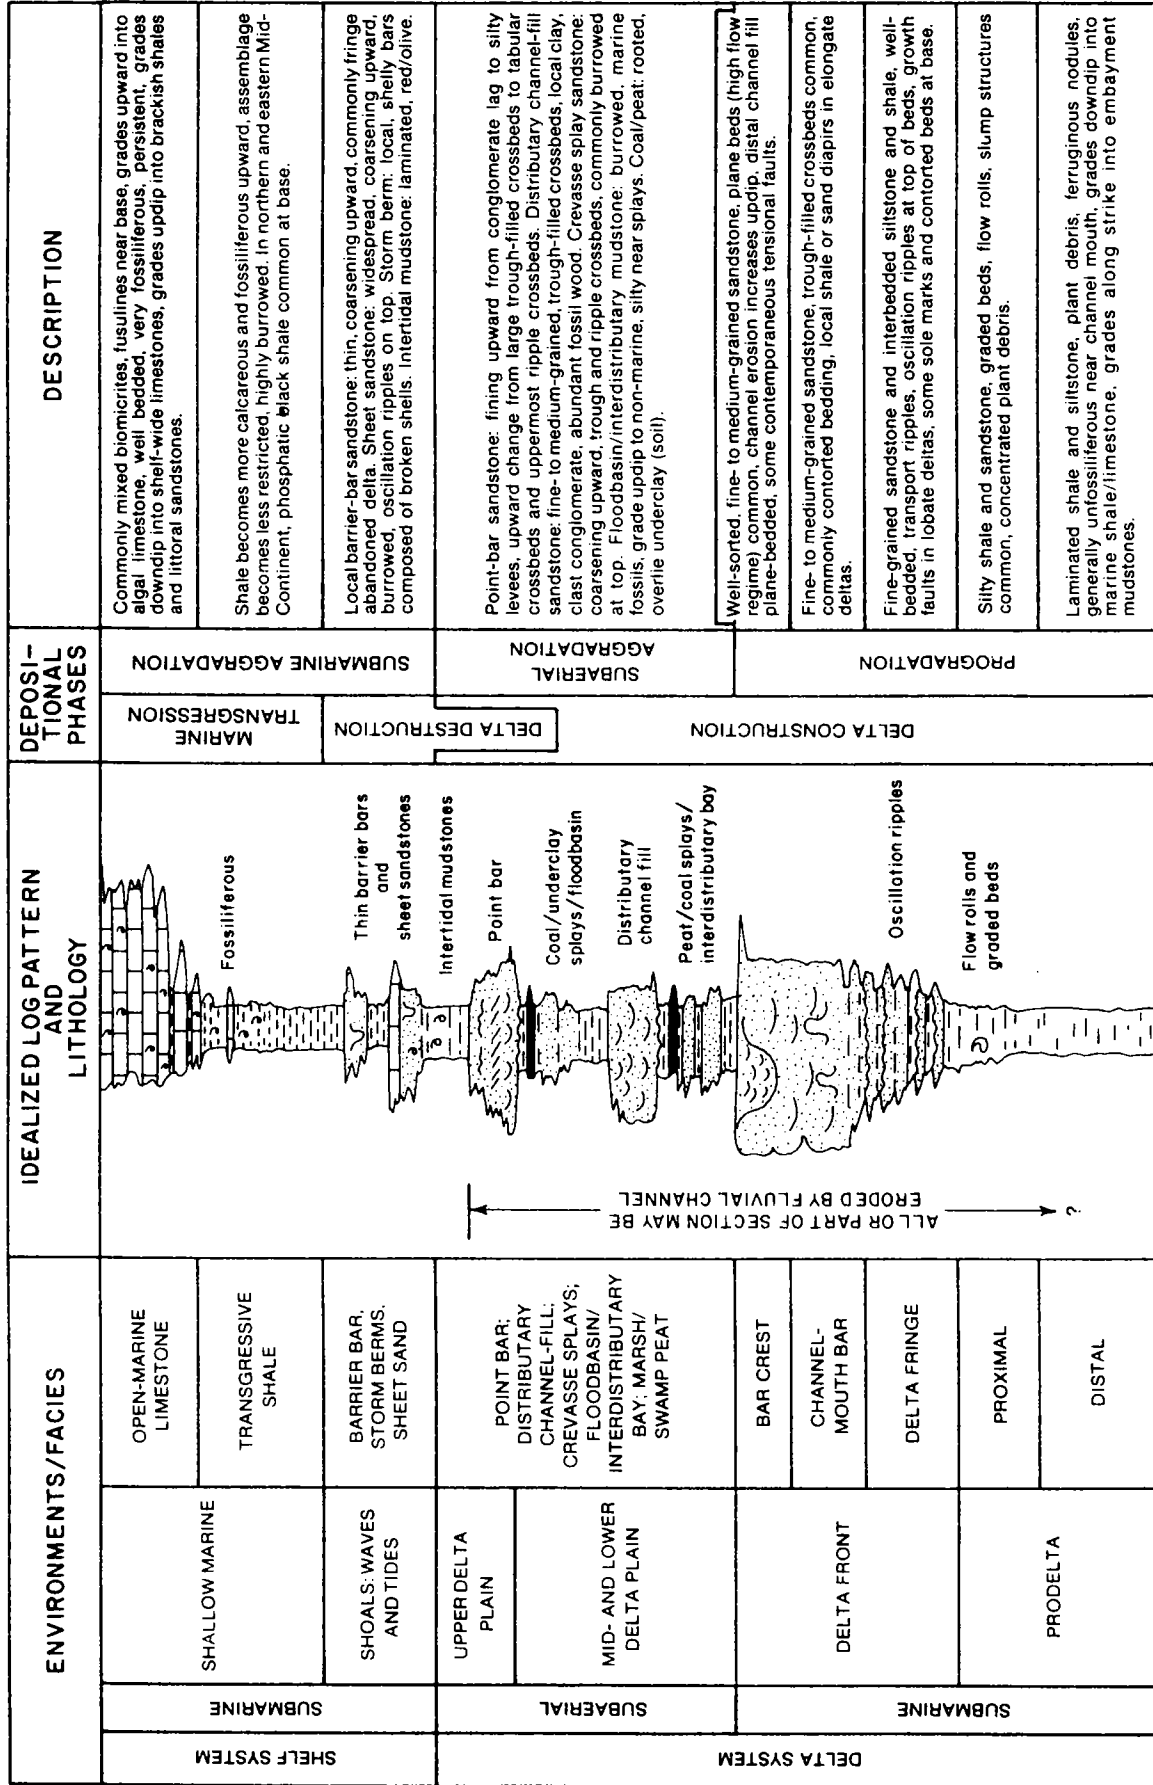 ENVIRONMENTS/FACIES
IDEALIZED LOG PATTERN
AND
LITHOLOGY
DEPOSI-
TIONAL
PHASES
DESCRIPTION
SHELF SYSTEM
SUBMARINE
SHALLOW MARINE
OPEN-MARINE
LIMESTONE
MARINE
TRANSGRESSION
SUBMARINE AGGRADATION
Commonly mixed biomicrites, fusulines near base, grades upward into
algal limestone, well bedded, very fossiliferous, persistent, grades
downdip into shelf-wide limestones, grades updip into brackish shales
and littoral sandstones.
TRANSGRESSIVE
SHALE
Fossiliferous
Shale becomes more calcareous and fossiliferous upward, assemblage
becomes less restricted, highly burrowed. In northern and eastern Mid-
Continent, phosphatic black shale common at base.
SHOALS: WAVES
AND TIDES
BARRIER BAR,
STORM BERMS,
SHEET SAND
Thin barrier bars
and
sheet sandstones
Intertidal mudstones
DELTA DESTRUCTION
Local barrier-bar sandstone: thin, coarsening upward, commonly fringe
abandoned delta. Sheet sandstone: widespread, coarsening upward,
burrowed, oscillation ripples on top. Storm berm: local, shelly bars
composed of broken shells. Intertidal mudstone: laminated, red/olive.
DELTA SYSTEM
SUBAERIAL
UPPER DELTA
PLAIN
MID- AND LOWER
DELTA PLAIN
POINT BAR;
DISTRIBUTARY
CHANNEL-FILL;
CREVASSE SPLAYS;
FLOODBASIN/
INTERDISTRIBUTARY
BAY; MARSH/
SWAMP PEAT
ALL OR PART OF SECTION MAY BE
ERODED BY FLUVIAL CHANNEL
?
Point bar
Coal/underclay
splays/floodbasin
Distributary
channel fill
Peat/coal splays/
interdistributary bay
DELTA CONSTRUCTION
SUBAERIAL
AGGRADATION
Point-bar sandstone: fining upward from conglomerate lag to silty
levees, upward change from large trough-filled crossbeds to tabular
crossbeds and uppermost ripple crossbeds. Distributary channel-fill
sandstone: fine- to medium-grained, trough-filled crossbeds, local clay,
clast conglomerate, abundant fossil wood. Crevasse splay sandstone:
coarsening upward, trough and ripple crossbeds, commonly burrowed
at top. Floodbasin/interdistributary mudstone: burrowed, marine
fossils, grade updip to non-marine, silty near splays. Coal/peat: rooted,
overlie underclay (soil).
SUBMARINE
DELTA FRONT
BAR CREST
PROGRADATION
Well-sorted, fine- to medium-grained sandstone, plane beds (high flow
regime) common, channel erosion increases updip, distal channel fill
plane-bedded, some contemporaneous tensional faults.
CHANNEL-
MOUTH BAR
Fine- to medium-grained sandstone, trough-filled crossbeds common,
commonly contorted bedding, local shale or sand diapirs in elongate
deltas.
DELTA FRINGE
Oscillation ripples
Fine-grained sandstone and interbedded siltstone and shale, well-
bedded, transport ripples, oscillation ripples at top of beds, growth
faults in lobate deltas, some sole marks and contorted beds at base.
PRODELTA
PROXIMAL
Flow rolls and
graded beds
Silty shale and sandstone, graded beds, flow rolls, slump structures
common, concentrated plant debris.
DISTAL
Laminated shale and siltstone, plant debris, ferruginous nodules,
generally unfossiliferous near channel mouth, grades downdip into
marine shale/limestone, grades along strike into embayment
mudstones.